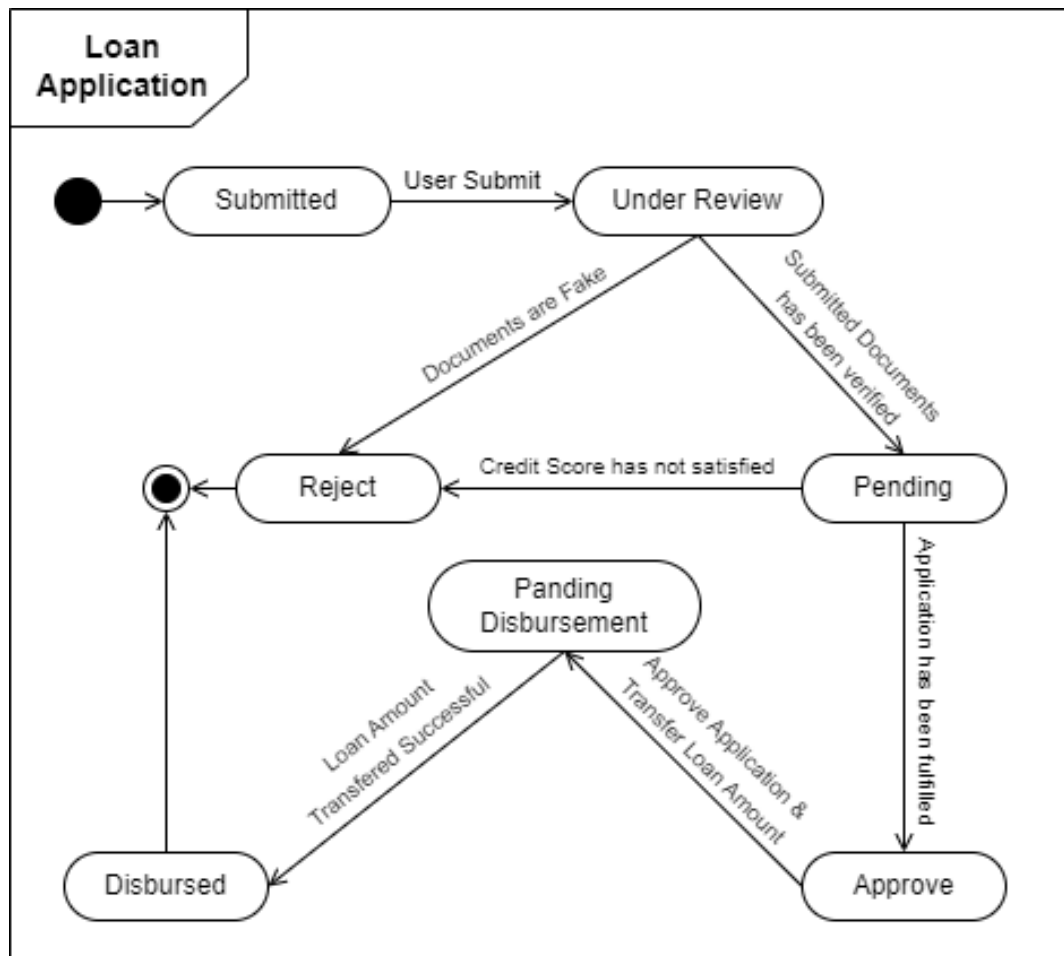 Loan
Application
Submitted
User Submit
Under Review
Documents are Fake
Submitted Documents
has been verified
Reject
Credit Score has not satisfied
Pending
Application has been fulfilled
Panding
Disbursement
Loan Amount
Transfered Successful
Approve Application &
Transfer Loan Amount
Disbursed
Approve